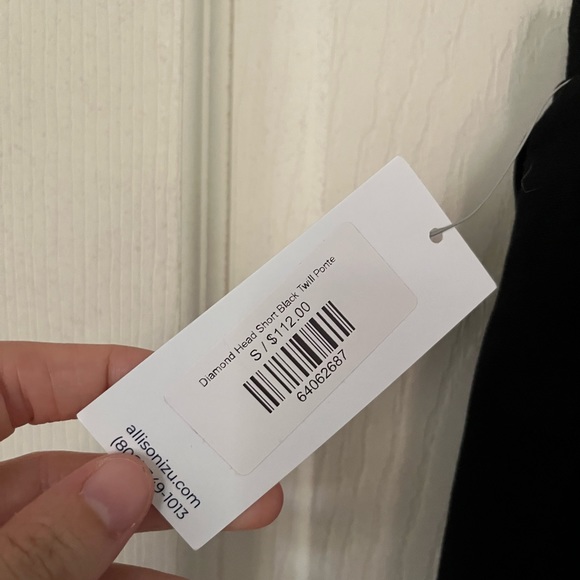 Diamond Head Short Black Twill Ponte
S / $112.00
64062687
allisonizu.com